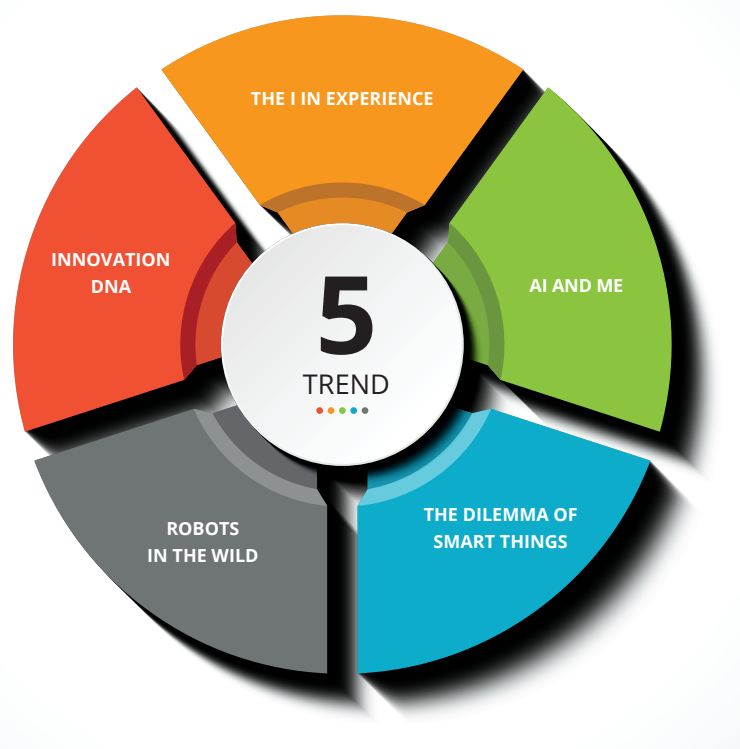 THE I IN EXPERIENCE
AI AND ME
THE DILEMMA OF
SMART THINGS
ROBOTS
IN THE WILD
INNOVATION
DNA
5
TREND